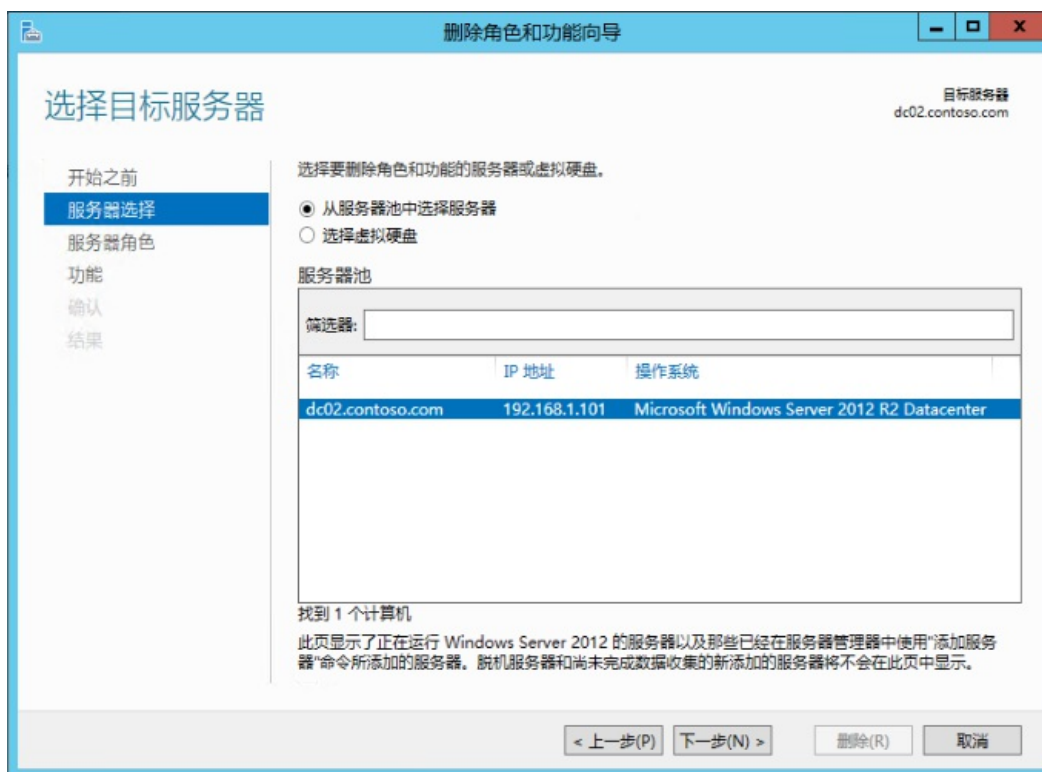 删除角色和功能向导
选择目标服务器
目标服务器
dc02.contoso.com
开始之前
服务器选择
服务器角色
功能
确认
结果
选择要删除角色和功能的服务器或虚拟硬盘。
从服务器池中选择服务器
选择虚拟硬盘
服务器池
筛选器:
名称 IP 地址 操作系统
dc02.contoso.com 192.168.1.101 Microsoft Windows Server 2012 R2 Datacenter
找到 1 个计算机
此页显示了正在运行 Windows Server 2012 的服务器以及那些已经在服务器管理器中使用"添加服务
器"命令所添加的服务器。脱机服务器和尚未完成数据收集的新添加的服务器将不会在此页中显示。
< 上一步(P) 下一步(N) > 删除(R) 取消